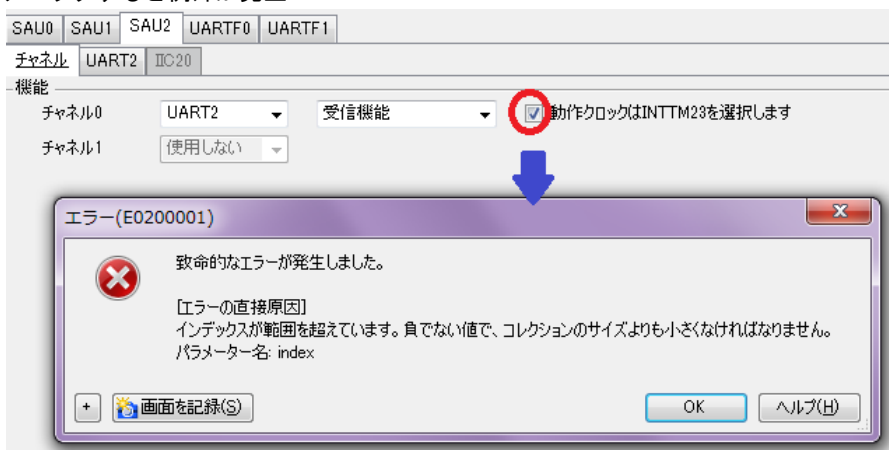 SAU0 SAU1 SAU2 UARTF0 UARTF1
チャネル UART2 IIC20
機能
チャネル0 UART2 受信機能 動作クロックはINTTM23を選択します
チャネル1 使用しない
エラー(E0200001)
致命的なエラーが発生しました。
[エラーの直接原因]
インデックスが範囲を超えています。負でない値で、コレクションのサイズよりも小さくなければなりません。
パラメーター名: index
+ 画面を記録(S) OK ヘルプ(H)